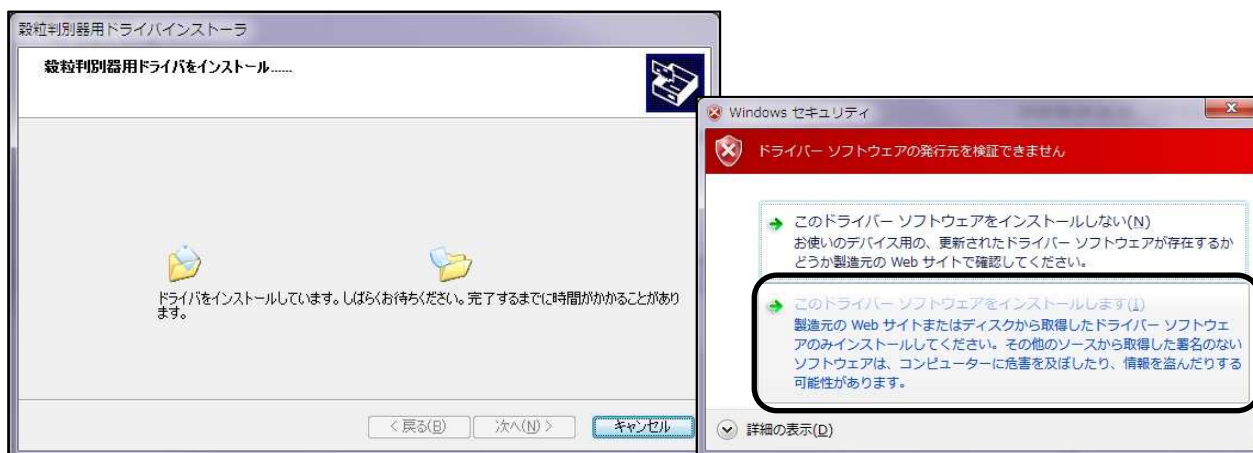 穀粒判別器用ドライバインストーラ
穀粒判別器用ドライバをインストール......
ドライバをインストールしています。しばらくお待ちください。完了するまでに時間がかかることがあり
ます。
< 戻る(B)
次へ(N) >
キャンセル
Windows セキュリティ
ドライバー ソフトウェアの発行元を検証できません
このドライバー ソフトウェアをインストールしない(N)
お使いのデバイス用の、更新されたドライバー ソフトウェアが存在するか
どうか製造元の Web サイトで確認してください。
このドライバー ソフトウェアをインストールします(I)
製造元の Web サイトまたはディスクから取得したドライバー ソフトウェ
アのみインストールしてください。その他のソースから取得した署名のない
ソフトウェアは、コンピューターに危害を及ぼしたり、情報を盗んだりする
可能性があります。
詳細の表示(D)